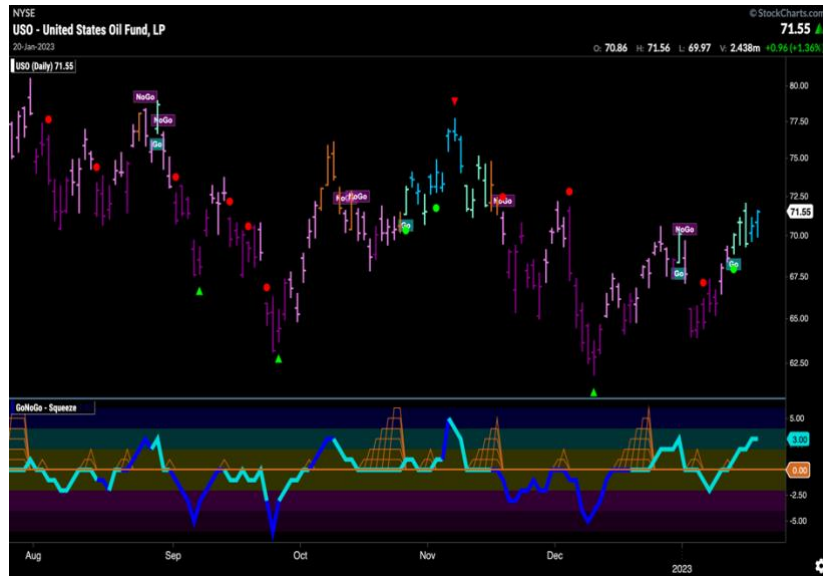 NYSE
© StockCharts.com
USO - United States Oil Fund, LP
71.55
20-Jan-2023
O: 70.86 H: 71.56 L: 69.97 V: 2.438m +0.96 (+1.36%)
USO (Daily) 71.55
80.00
NoGo
77.50
NoGo
Go
75.00
72.50
NoGo
NoGo
NoGo
71.55
Go
NoGo
70.00
Go
Go
67.50
65.00
62.50
GoNoGo - Squeeze
5.00
3.00
0.00
-2.50
-5.00
Aug Sep Oct Nov Dec
2023